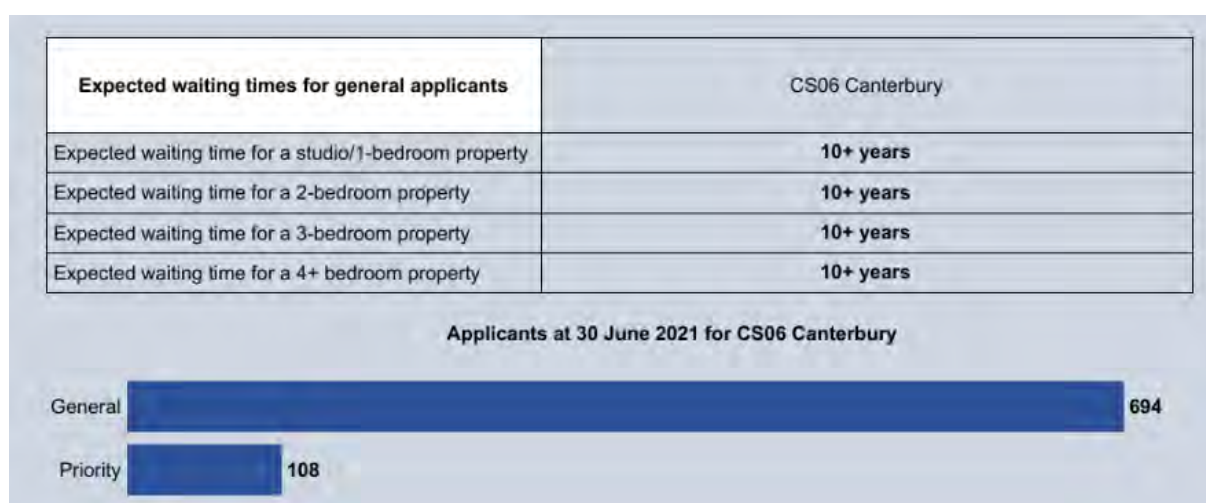 Expected waiting times for general applicants CS06 Canterbury
Expected waiting time for a studio/1-bedroom property 10+ years
Expected waiting time for a 2-bedroom property 10+ years
Expected waiting time for a 3-bedroom property 10+ years
Expected waiting time for a 4+ bedroom property 10+ years
Applicants at 30 June 2021 for CS06 Canterbury
General 694
Priority 108